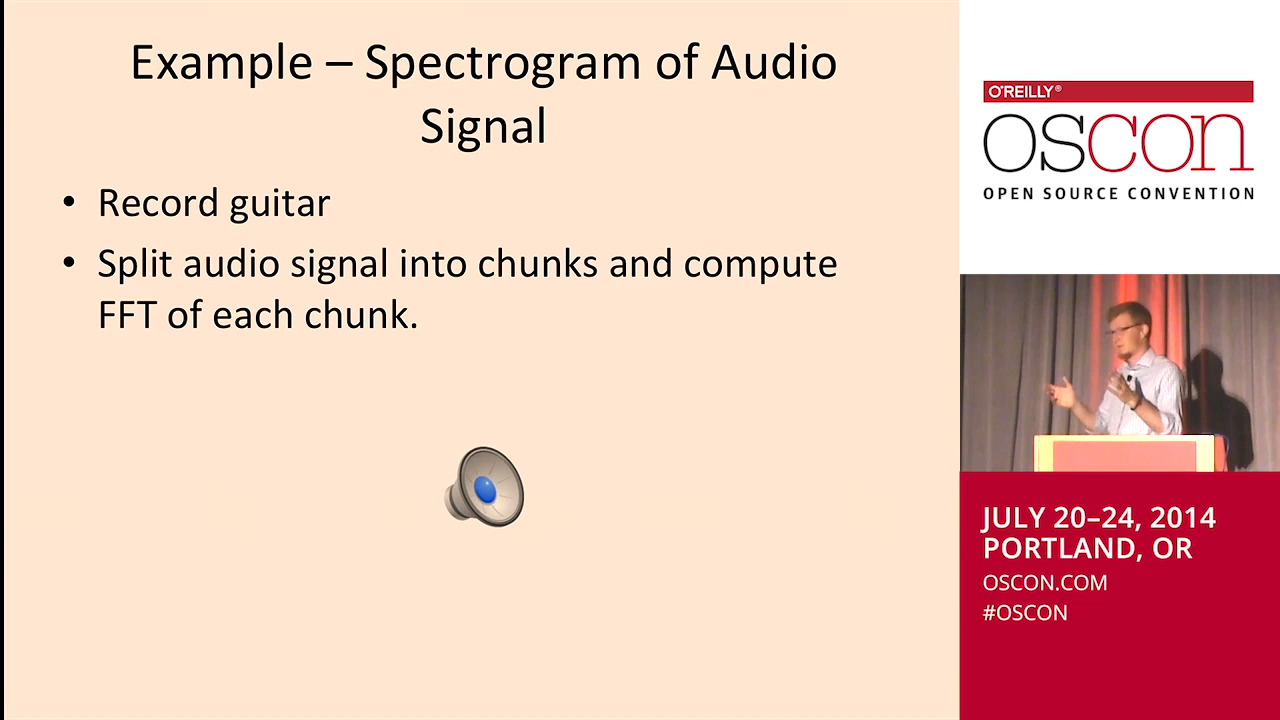 Example – Spectrogram of Audio
Signal
• Record guitar
• Split audio signal into chunks and compute
FFT of each chunk.
O'REILLY®
OSCON
OPEN SOURCE CONVENTION
JULY 20–24, 2014
PORTLAND, OR
OSCON.COM
#OSCON